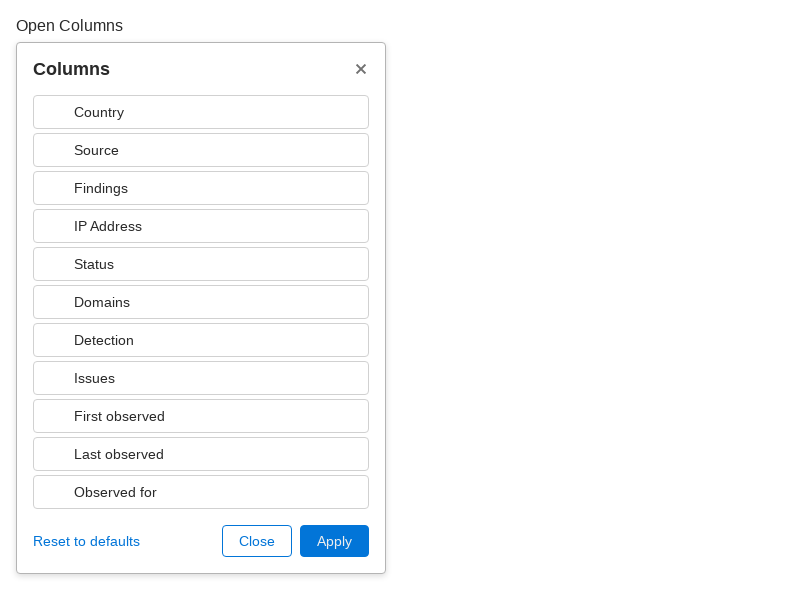 Open Columns
Columns
Country
Source
Findings
IP Address
Status
Domains
Detection
Issues
First observed
Last observed
Observed for
Reset to defaults Close Apply